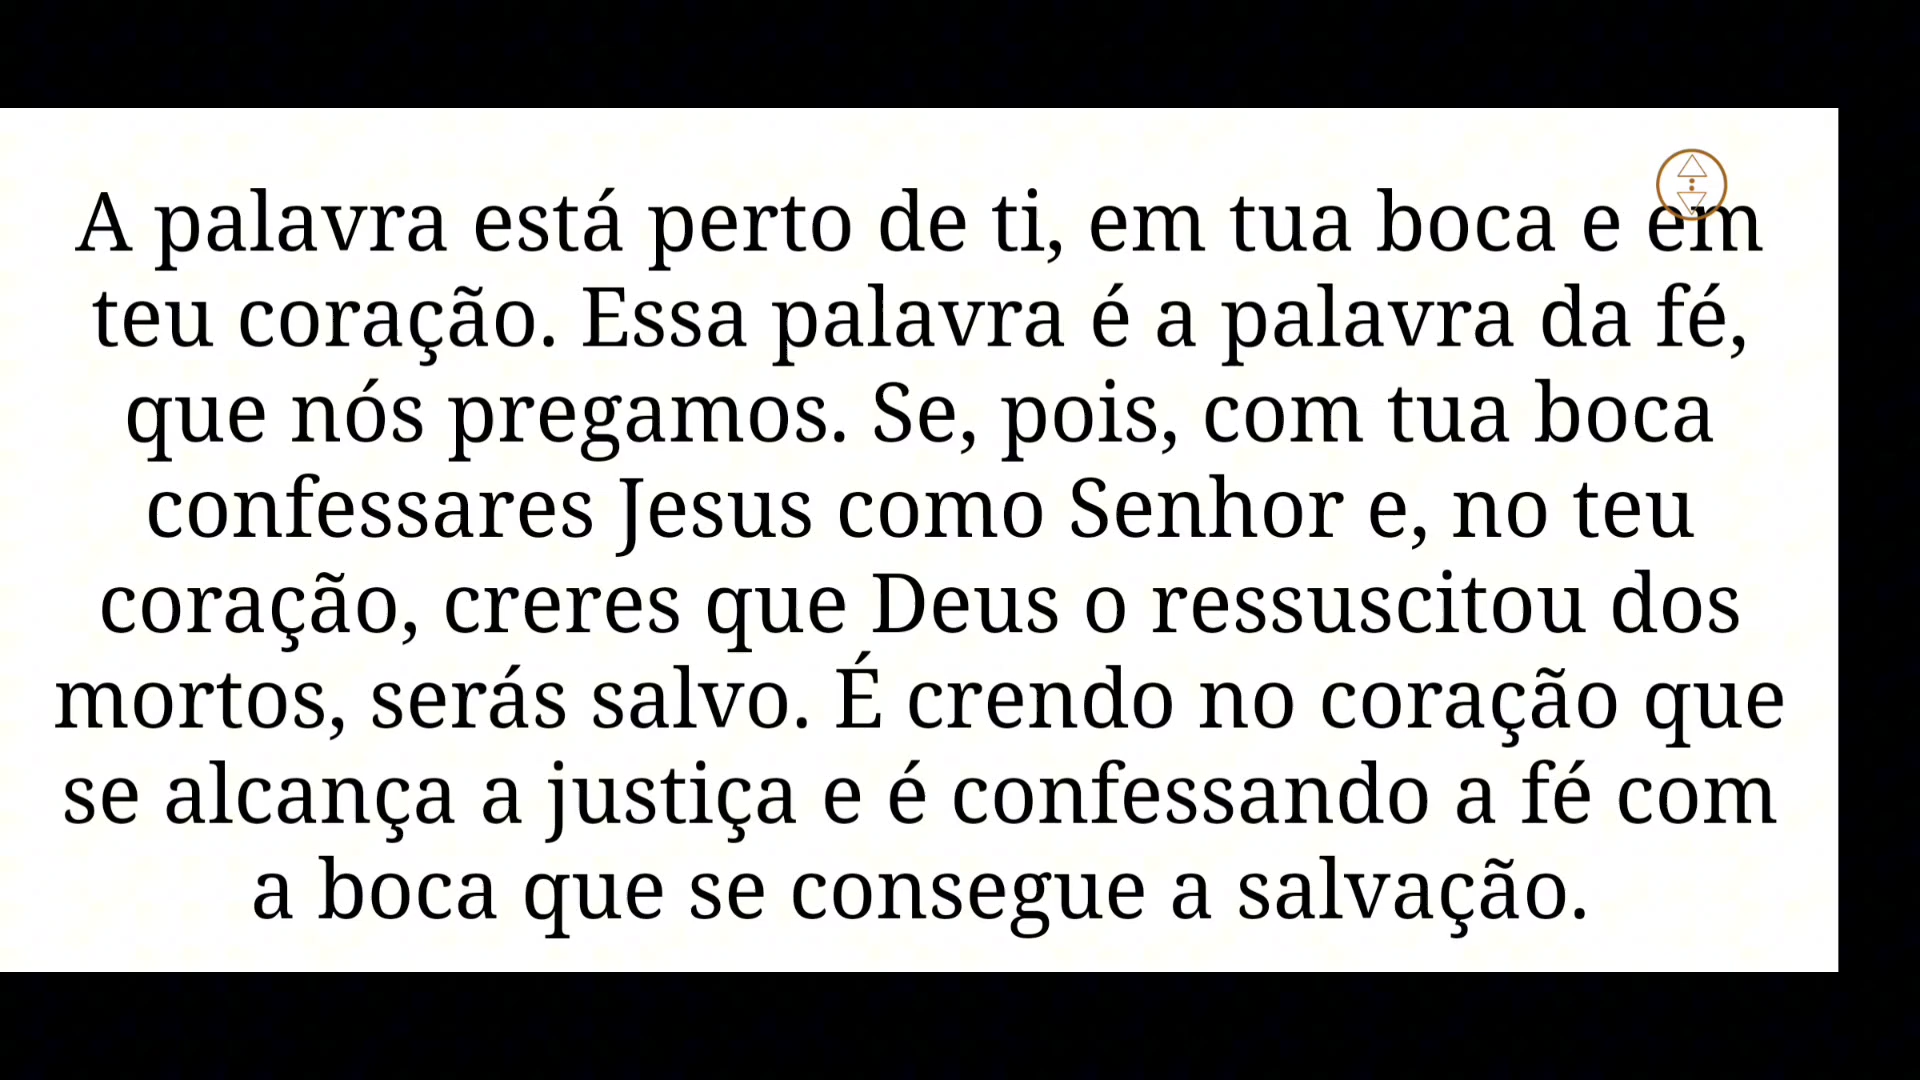 A palavra está perto de ti, em tua boca e em
teu coração. Essa palavra é a palavra da fé,
que nós pregamos. Se, pois, com tua boca
confessares Jesus como Senhor e, no teu
coração, creres que Deus o ressuscitou dos
mortos, serás salvo. É crendo no coração que
se alcança a justiça e é confessando a fé com
a boca que se consegue a salvação.